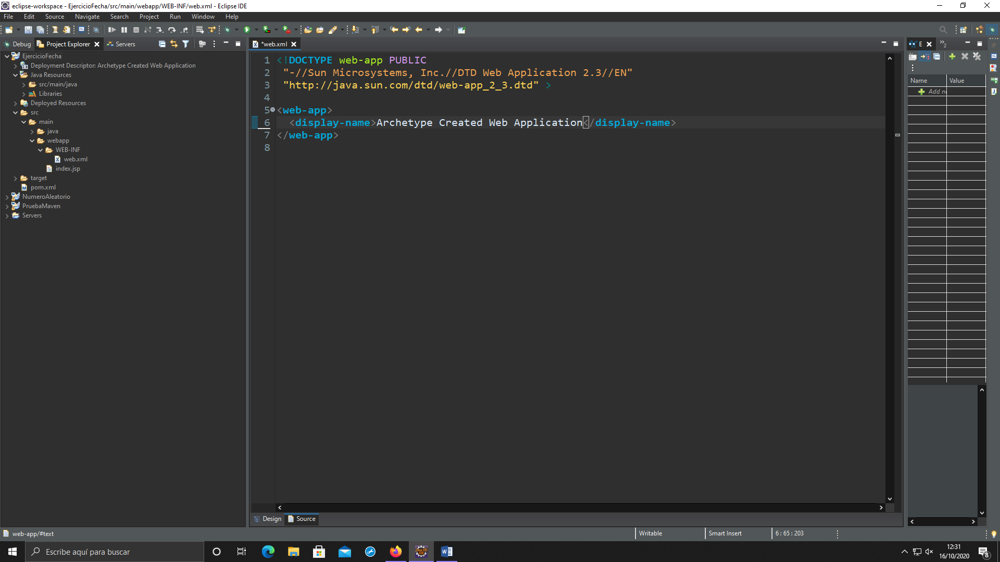 eclipse-workspace - EjercicioFecha/src/main/webapp/WEB-INF/web.xml - Eclipse IDE
File Edit Source Navigate Search Project Run Window Help
Debug Project Explorer Servers
*web.xml
E
2
EjercicioFecha
Deployment Descriptor: Archetype Created Web Application
Java Resources
src/main/java
Libraries
Deployed Resources
src
main
java
webapp
WEB-INF
web.xml
index.jsp
target
pom.xml
NumeroAleatorio
PruebaMaven
Servers
1 <!DOCTYPE web-app PUBLIC
2 "-//Sun Microsystems, Inc.//DTD Web Application 2.3//EN"
3 "http://java.sun.com/dtd/web-app_2_3.dtd" >
4
5 <web-app>
6 <display-name>Archetype Created Web Application</display-name>
7 </web-app>
8
Name Value
Add n
Design Source
web-app/#text
Writable Smart Insert 6 : 65 : 203
Escribe aquí para buscar
12:31
16/10/2020
8